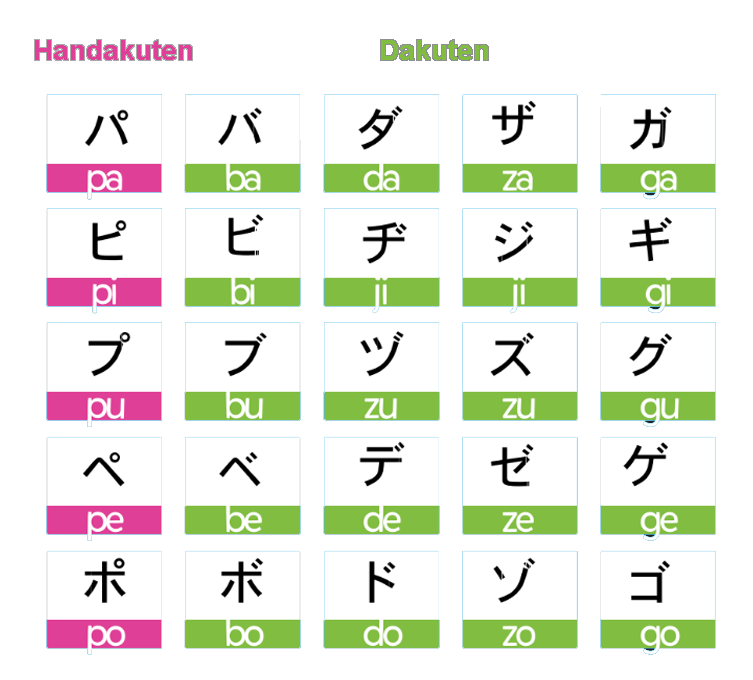 Handakuten Dakuten
パ バ ダ ザ ガ
pa ba da za ga
ピ ビ ヂ ジ ギ
pi bi ji ji gi
プ ブ ヅ ズ グ
pu bu zu zu gu
ペ ベ デ ゼ ゲ
pe be de ze ge
ポ ボ ド ゾ ゴ
po bo do zo go